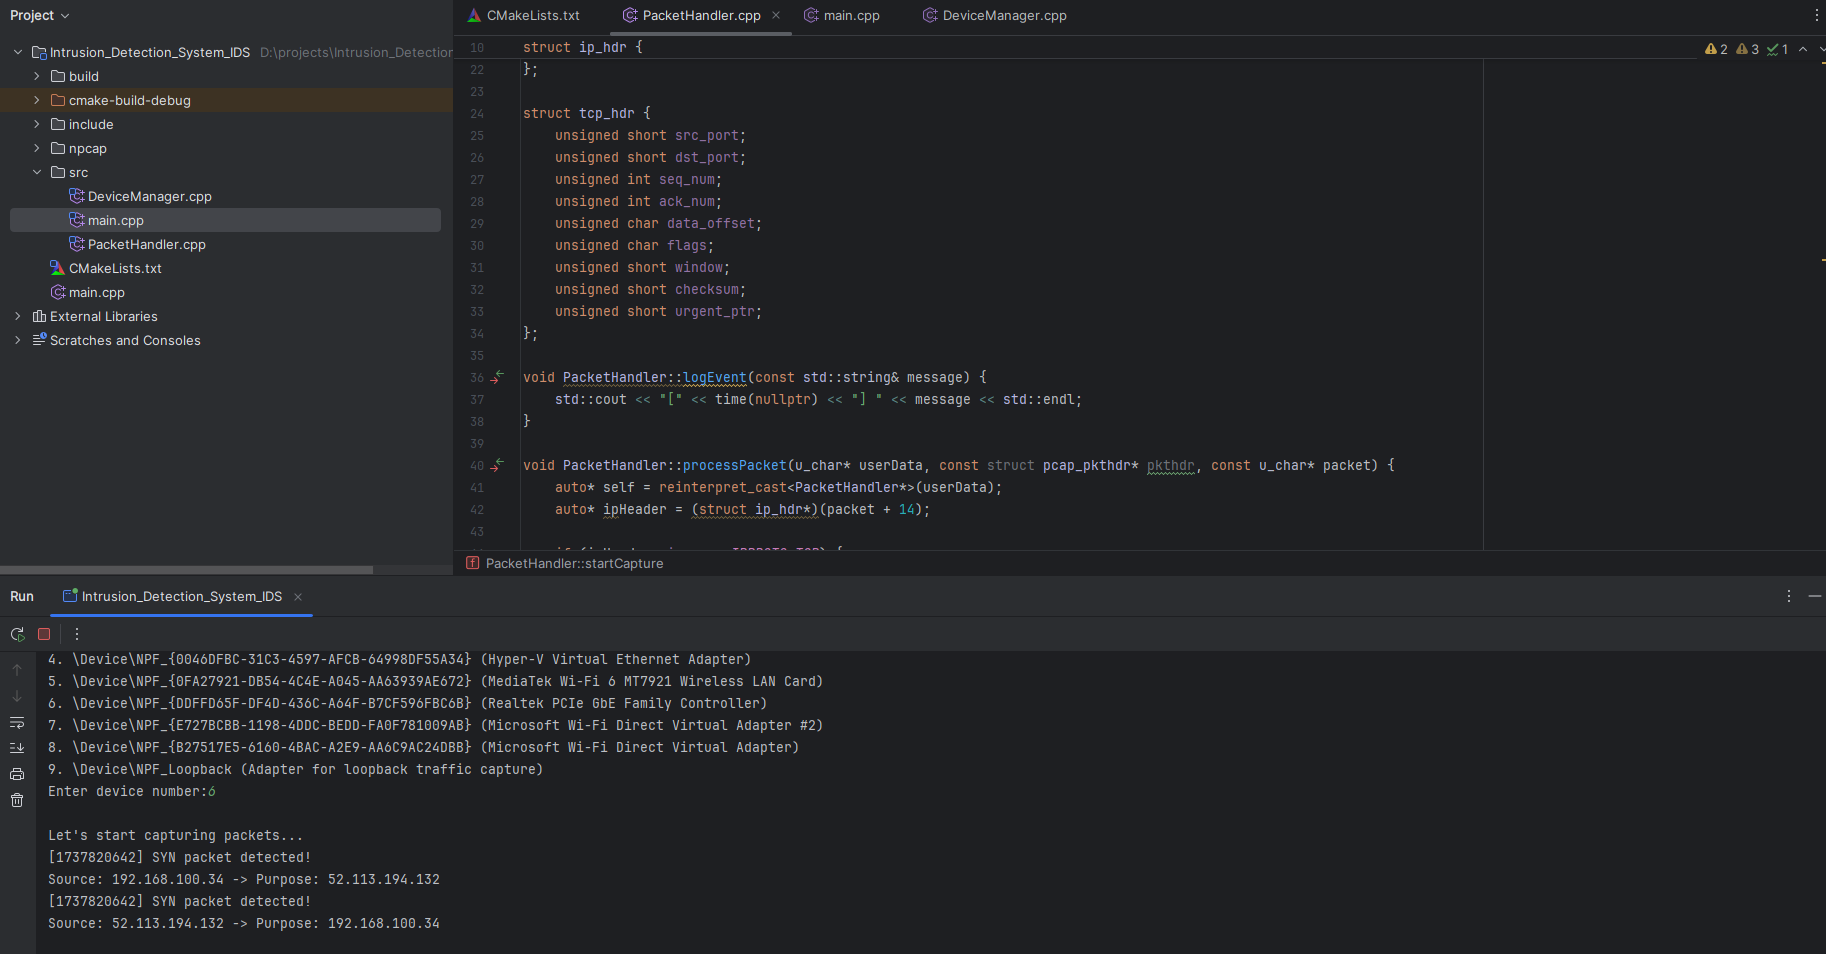 Project
Intrusion_Detection_System_IDS D:\projects\Intrusion_Detection
build
cmake-build-debug
include
npcap
src
DeviceManager.cpp
main.cpp
PacketHandler.cpp
CMakeLists.txt
main.cpp
External Libraries
Scratches and Consoles
CMakeLists.txt PacketHandler.cpp main.cpp DeviceManager.cpp
2 3 1
10 struct ip_hdr {
22 };
23
24 struct tcp_hdr {
25 unsigned short src_port;
26 unsigned short dst_port;
27 unsigned int seq_num;
28 unsigned int ack_num;
29 unsigned char data_offset;
30 unsigned char flags;
31 unsigned short window;
32 unsigned short checksum;
33 unsigned short urgent_ptr;
34 };
35
36 void PacketHandler::logEvent(const std::string& message) {
37 std::cout << "[" << time(nullptr) << "] " << message << std::endl;
38 }
39
40 void PacketHandler::processPacket(u_char* userData, const struct pcap_pkthdr* pkthdr, const u_char* packet) {
41 auto* self = reinterpret_cast<PacketHandler*>(userData);
42 auto* ipHeader = (struct ip_hdr*)(packet + 14);
43
PacketHandler::startCapture
Run Intrusion_Detection_System_IDS
4. \Device\NPF_{0046DFBC-31C3-4597-AFCB-64998DF55A34} (Hyper-V Virtual Ethernet Adapter)
5. \Device\NPF_{0FA27921-DB54-4C4E-A045-AA63939AE672} (MediaTek Wi-Fi 6 MT7921 Wireless LAN Card)
6. \Device\NPF_{DDFFD65F-DF4D-436C-A64F-B7CF596FBC6B} (Realtek PCIe GbE Family Controller)
7. \Device\NPF_{E727BCBB-1198-4DDC-BEDD-FA0F781009AB} (Microsoft Wi-Fi Direct Virtual Adapter #2)
8. \Device\NPF_{B27517E5-6160-4BAC-A2E9-AA6C9AC24DBB} (Microsoft Wi-Fi Direct Virtual Adapter)
9. \Device\NPF_Loopback (Adapter for loopback traffic capture)
Enter device number:6
Let's start capturing packets...
[1737820642] SYN packet detected!
Source: 192.168.100.34 -> Purpose: 52.113.194.132
[1737820642] SYN packet detected!
Source: 52.113.194.132 -> Purpose: 192.168.100.34